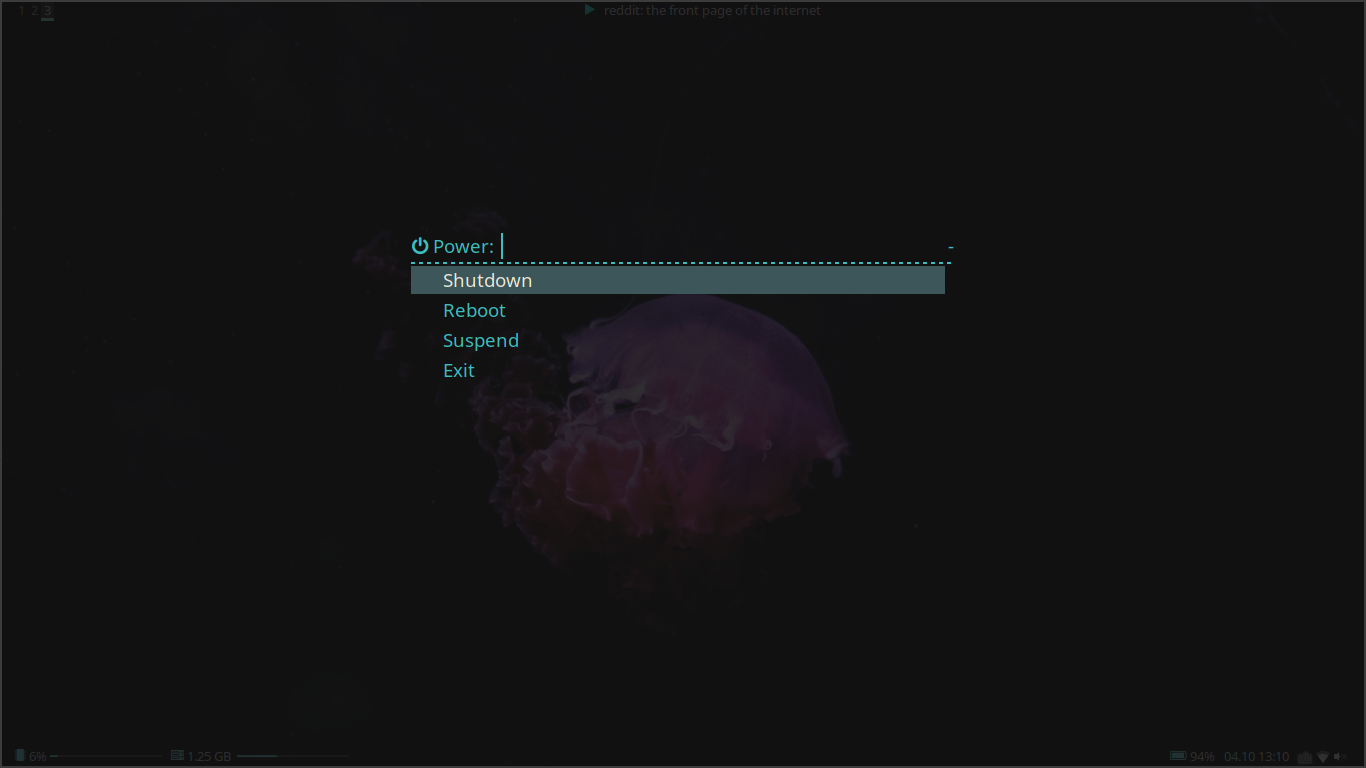 1 2 3
reddit: the front page of the internet
Power:
Shutdown
Reboot
Suspend
Exit
6% 1.25 GB 94% 04.10 13:10